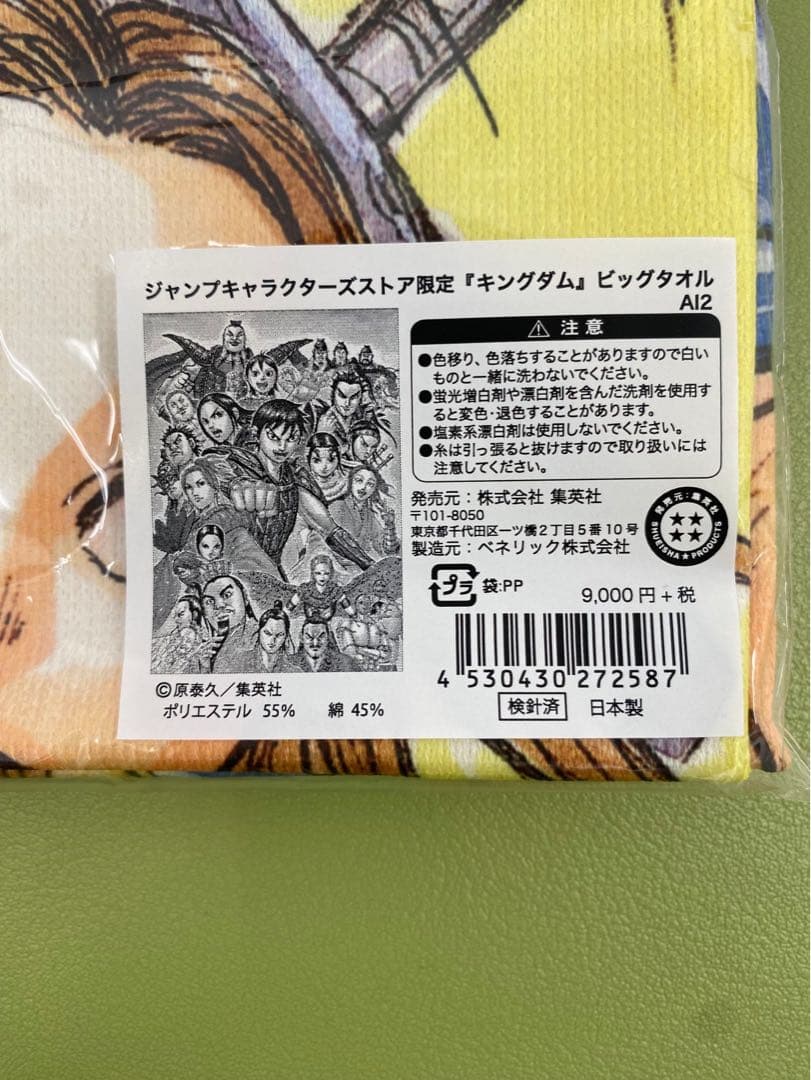 ジャンプキャラクターズストア限定『キングダム』ビッグタオル
AI2
⚠ 注意
●色移り、色落ちすることがありますので白い
ものと一緒に洗わないでください。
●蛍光増白剤や漂白剤を含んだ洗剤を使用す
ると変色・退色することがあります。
●塩素系漂白剤は使用しないでください。
●糸は引っ張ると抜けますので取り扱いには
注意してください。
発売元：株式会社 集英社
〒101-8050
東京都千代田区一ツ橋2丁目5番10号
製造元：ベネリック株式会社
発売元：集英社
SHUEISHA★PRODUCTS
プラ 袋:PP
9,000円+税
4 530430 272587
検針済 日本製
©原泰久／集英社
ポリエステル 55% 綿 45%